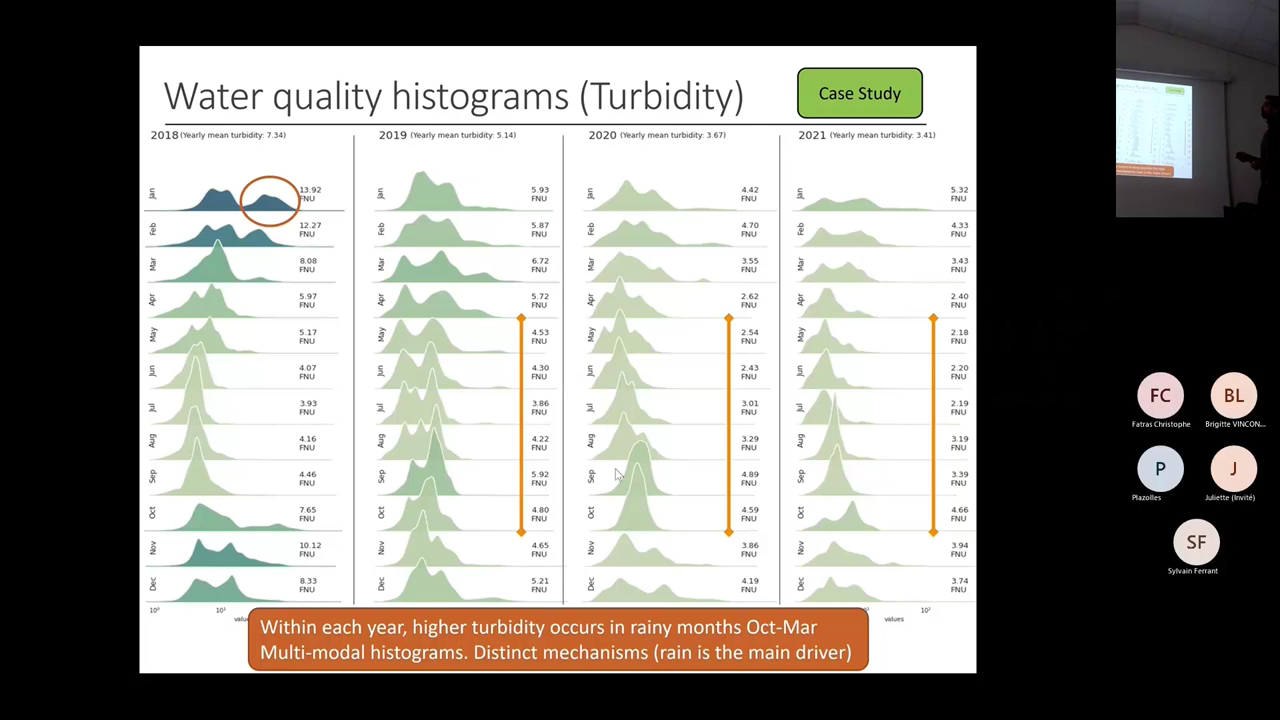 Water quality histograms (Turbidity)
Case Study
2018 (Yearly mean turbidity: 7.34)
2019 (Yearly mean turbidity: 5.14)
2020 (Yearly mean turbidity: 3.67)
2021 (Yearly mean turbidity: 3.41)
Jan 13.92 FNU
Feb 12.27 FNU
Mar 8.08 FNU
Apr 5.97 FNU
May 5.17 FNU
Jun 4.07 FNU
Jul 3.93 FNU
Aug 4.16 FNU
Sep 4.46 FNU
Oct 7.65 FNU
Nov 10.12 FNU
Dec 8.33 FNU
10⁰ 10¹
Jan 5.93 FNU
Feb 5.87 FNU
Mar 6.72 FNU
Apr 5.72 FNU
May 4.53 FNU
Jun 4.30 FNU
Jul 3.86 FNU
Aug 4.22 FNU
Sep 5.92 FNU
Oct 4.80 FNU
Nov 4.65 FNU
Dec 5.21 FNU
Jan 4.42 FNU
Feb 4.70 FNU
Mar 3.55 FNU
Apr 2.62 FNU
May 2.54 FNU
Jun 2.43 FNU
Jul 3.01 FNU
Aug 3.29 FNU
Sep 4.89 FNU
Oct 4.59 FNU
Nov 3.86 FNU
Dec 4.19 FNU
Jan 5.32 FNU
Feb 4.33 FNU
Mar 3.43 FNU
Apr 2.40 FNU
May 2.18 FNU
Jun 2.20 FNU
Jul 2.19 FNU
Aug 3.19 FNU
Sep 3.39 FNU
Oct 4.66 FNU
Nov 3.94 FNU
Dec 3.74 FNU
10²
values
Within each year, higher turbidity occurs in rainy months Oct-Mar
Multi-modal histograms. Distinct mechanisms (rain is the main driver)
FC
Fatras Christophe
BL
Brigitte VINCON...
P
Plazolles
J
Juliette (Invité)
SF
Sylvain Ferrant